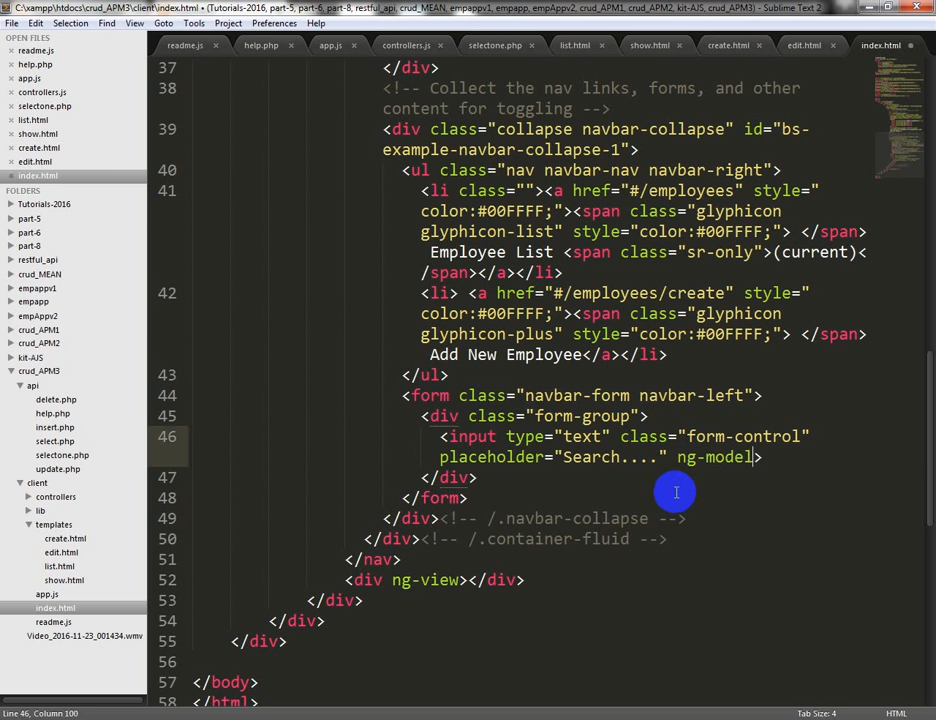 C:\xampp\htdocs\crud_APM3\client\index.html • (Tutorials-2016, part-5, part-6, part-8, restful_api, crud_MEAN, empappv1, empapp, empAppv2, crud_APM1, crud_APM2, kit-AJS, crud_APM3) - Sublime Text 2
File Edit Selection Find View Goto Tools Project Preferences Help
OPEN FILES
readme.js
help.php
app.js
controllers.js
selectone.php
list.html
show.html
create.html
edit.html
index.html
FOLDERS
Tutorials-2016
part-5
part-6
part-8
restful_api
crud_MEAN
empappv1
empapp
empAppv2
crud_APM1
crud_APM2
kit-AJS
crud_APM3
api
delete.php
help.php
insert.php
select.php
selectone.php
update.php
client
controllers
lib
templates
create.html
edit.html
list.html
show.html
app.js
index.html
readme.js
Video_2016-11-23_001434.wmv
readme.js help.php app.js controllers.js selectone.php list.html show.html create.html edit.html index.html
37 </div>
38 <!-- Collect the nav links, forms, and other
content for toggling -->
39 <div class="collapse navbar-collapse" id="bs-
example-navbar-collapse-1">
40 <ul class="nav navbar-nav navbar-right">
41 <li class=""><a href="#/employees" style="
color:#00FFFF;"><span class="glyphicon
glyphicon-list" style="color:#00FFFF;"> </span>
Employee List <span class="sr-only">(current)<
/span></a></li>
42 <li> <a href="#/employees/create" style="
color:#00FFFF;"><span class="glyphicon
glyphicon-plus" style="color:#00FFFF;"> </span>
Add New Employee</a></li>
43 </ul>
44 <form class="navbar-form navbar-left">
45 <div class="form-group">
46 <input type="text" class="form-control"
placeholder="Search...." ng-model>
47 </div>
48 </form>
49 </div><!-- /.navbar-collapse -->
50 </div><!-- /.container-fluid -->
51 </nav>
52 <div ng-view></div>
53 </div>
54 </div>
55 </div>
56
57 </body>
58 </html>
Line 46, Column 100
Tab Size: 4
HTML